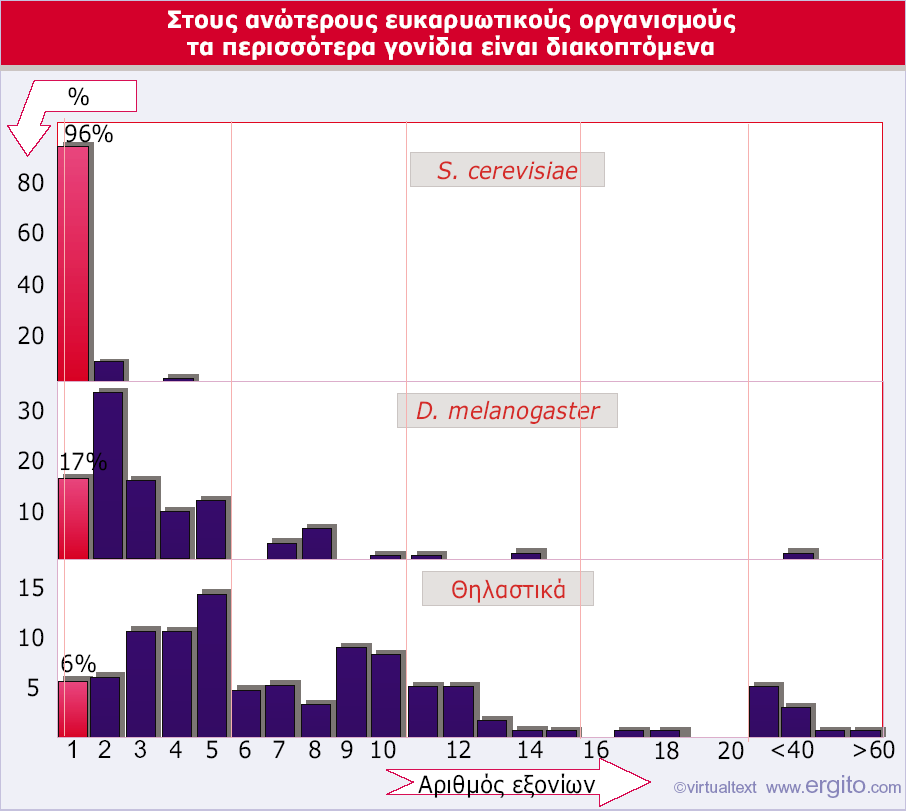 Στους ανώτερους ευκαρυωτικούς οργανισμούς
τα περισσότερα γονίδια είναι διακοπτόμενα
%
96%
S. cerevisiae
80
60
40
20
D. melanogaster
30
20
17%
10
Θηλαστικά
15
10
6%
5
1 2 3 4 5 6 7 8 9 10 12 14 16 18 20 <40 >60
Αριθμός εξονίων
©virtualtext www.ergito.com